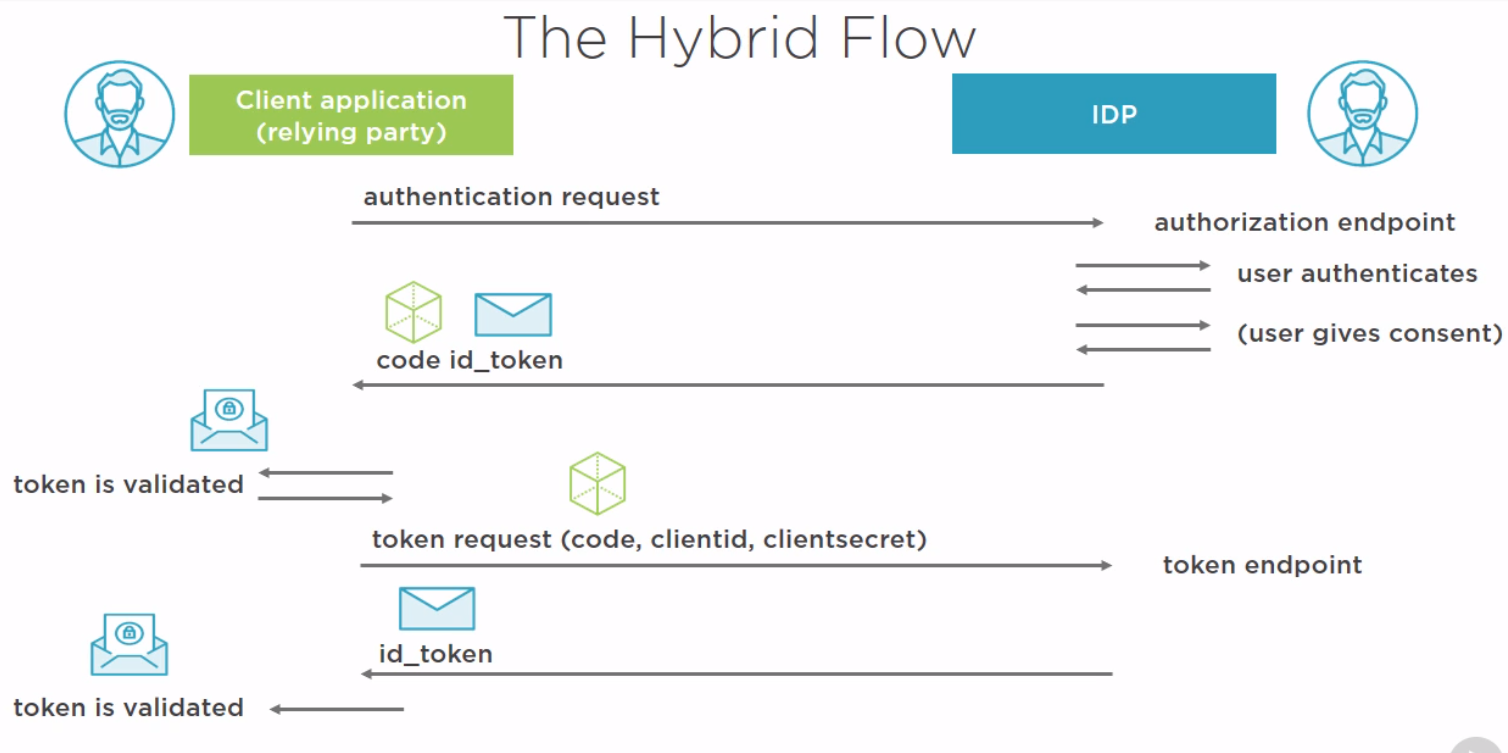 The Hybrid Flow
Client application
(relying party)
IDP
authentication request
authorization endpoint
user authenticates
(user gives consent)
code id_token
token is validated
token request (code, clientid, clientsecret)
token endpoint
id_token
token is validated